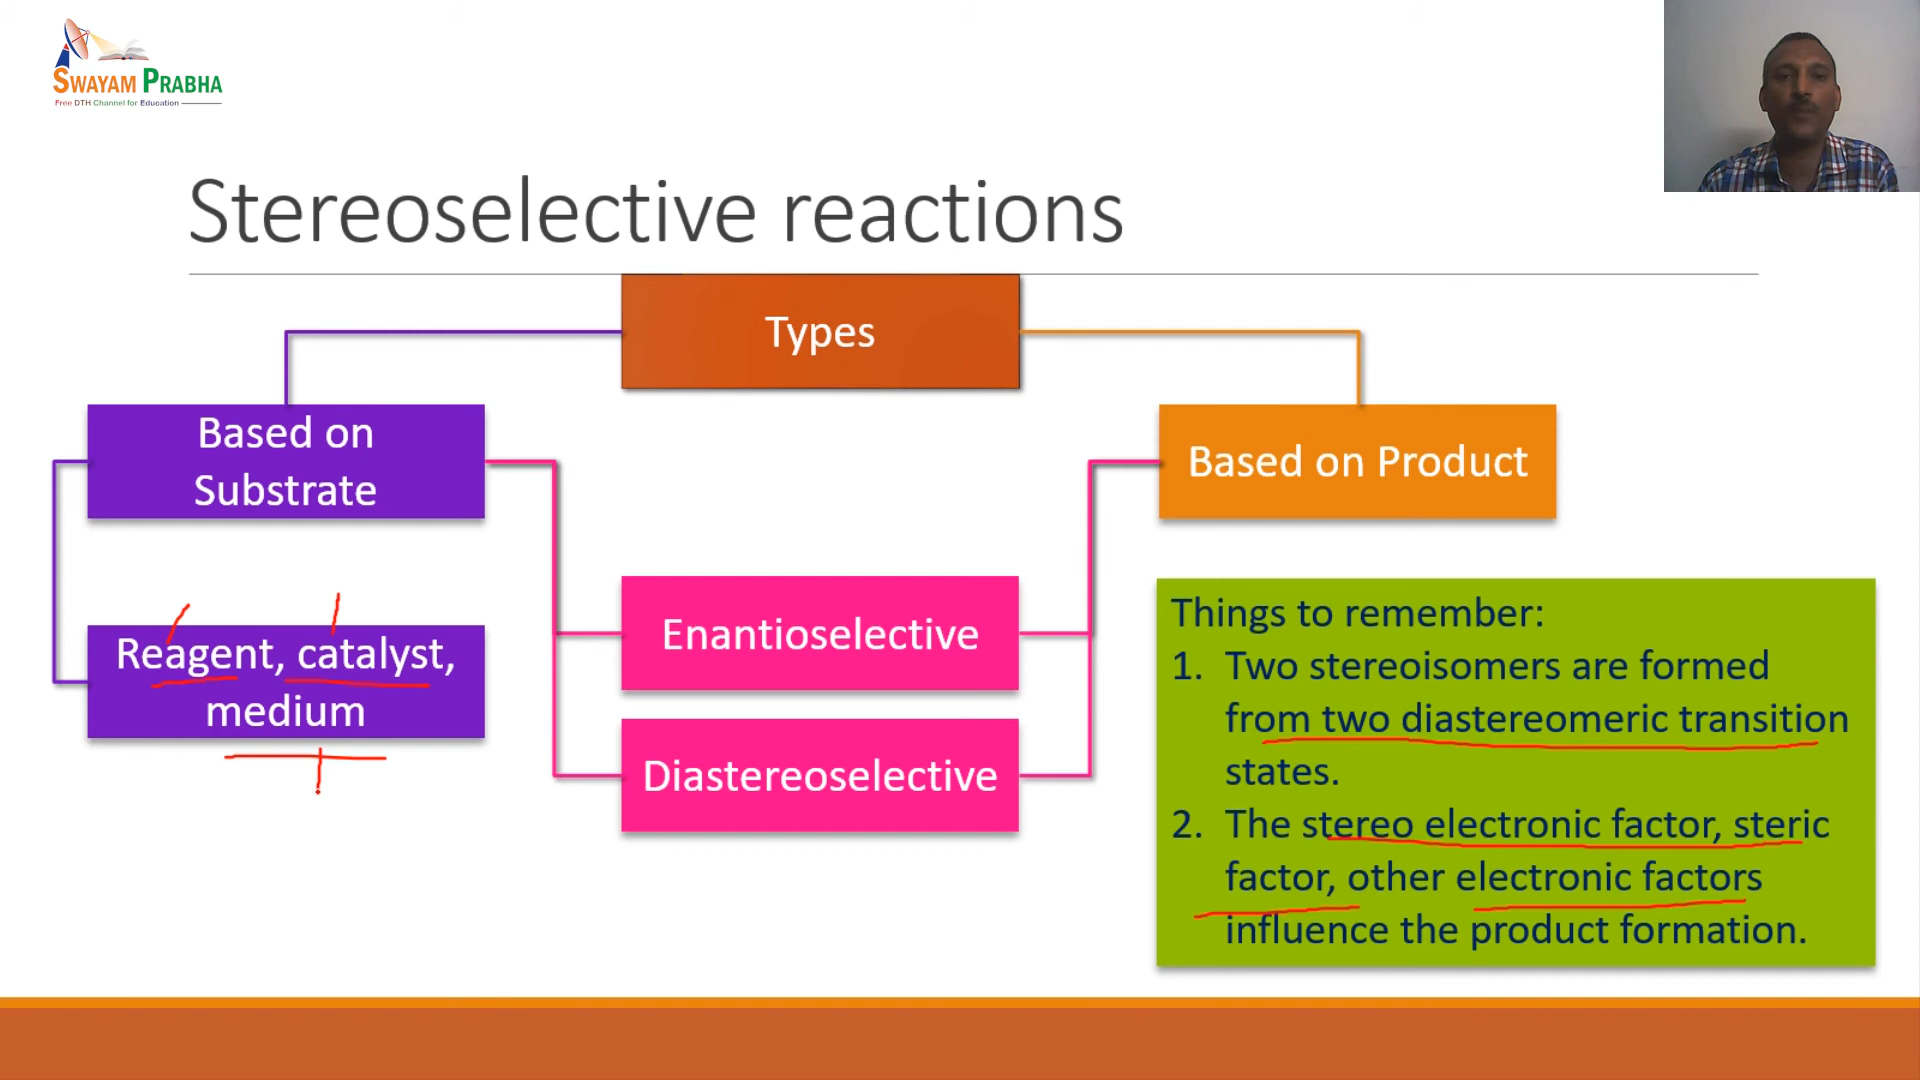 SWAYAM PRABHA
Free DTH Channel for Education
Stereoselective reactions
Types
Based on
Substrate
Based on Product
Reagent, catalyst,
medium
Enantioselective
Diastereoselective
Things to remember:
1. Two stereoisomers are formed
from two diastereomeric transition
states.
2. The stereo electronic factor, steric
factor, other electronic factors
influence the product formation.